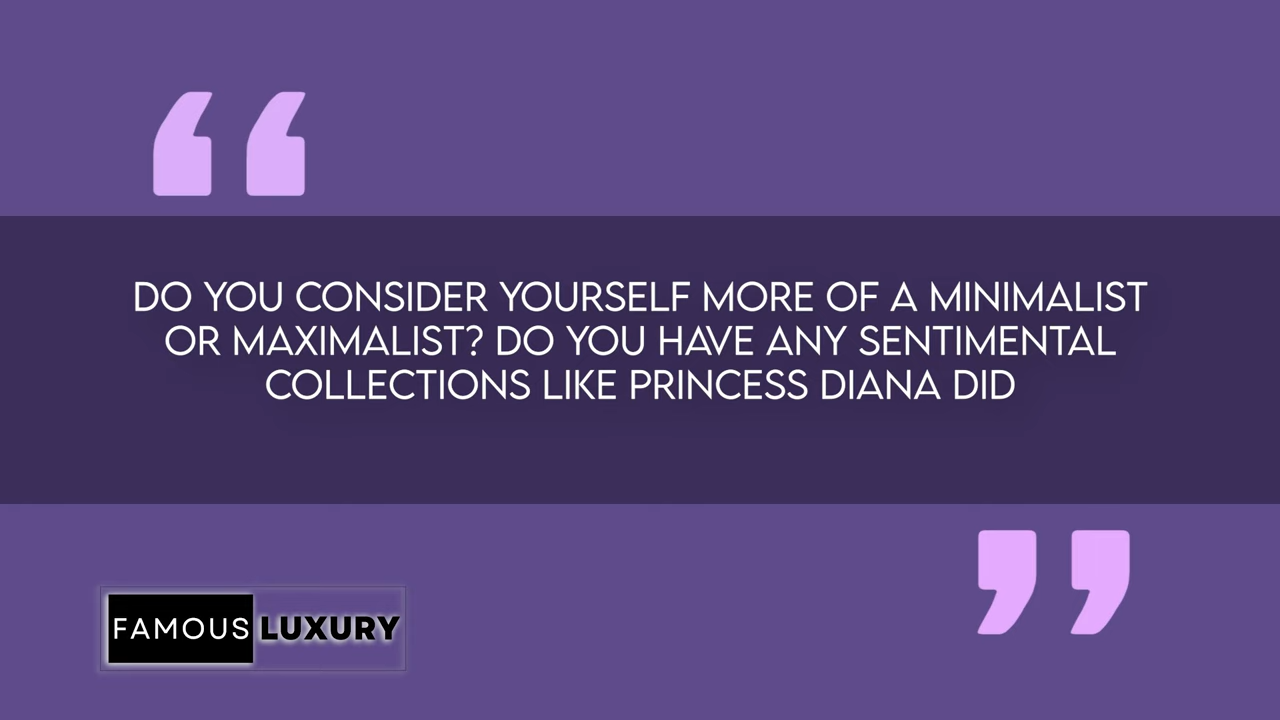 “
DO YOU CONSIDER YOURSELF MORE OF A MINIMALIST
OR MAXIMALIST? DO YOU HAVE ANY SENTIMENTAL
COLLECTIONS LIKE PRINCESS DIANA DID
”
FAMOUS LUXURY